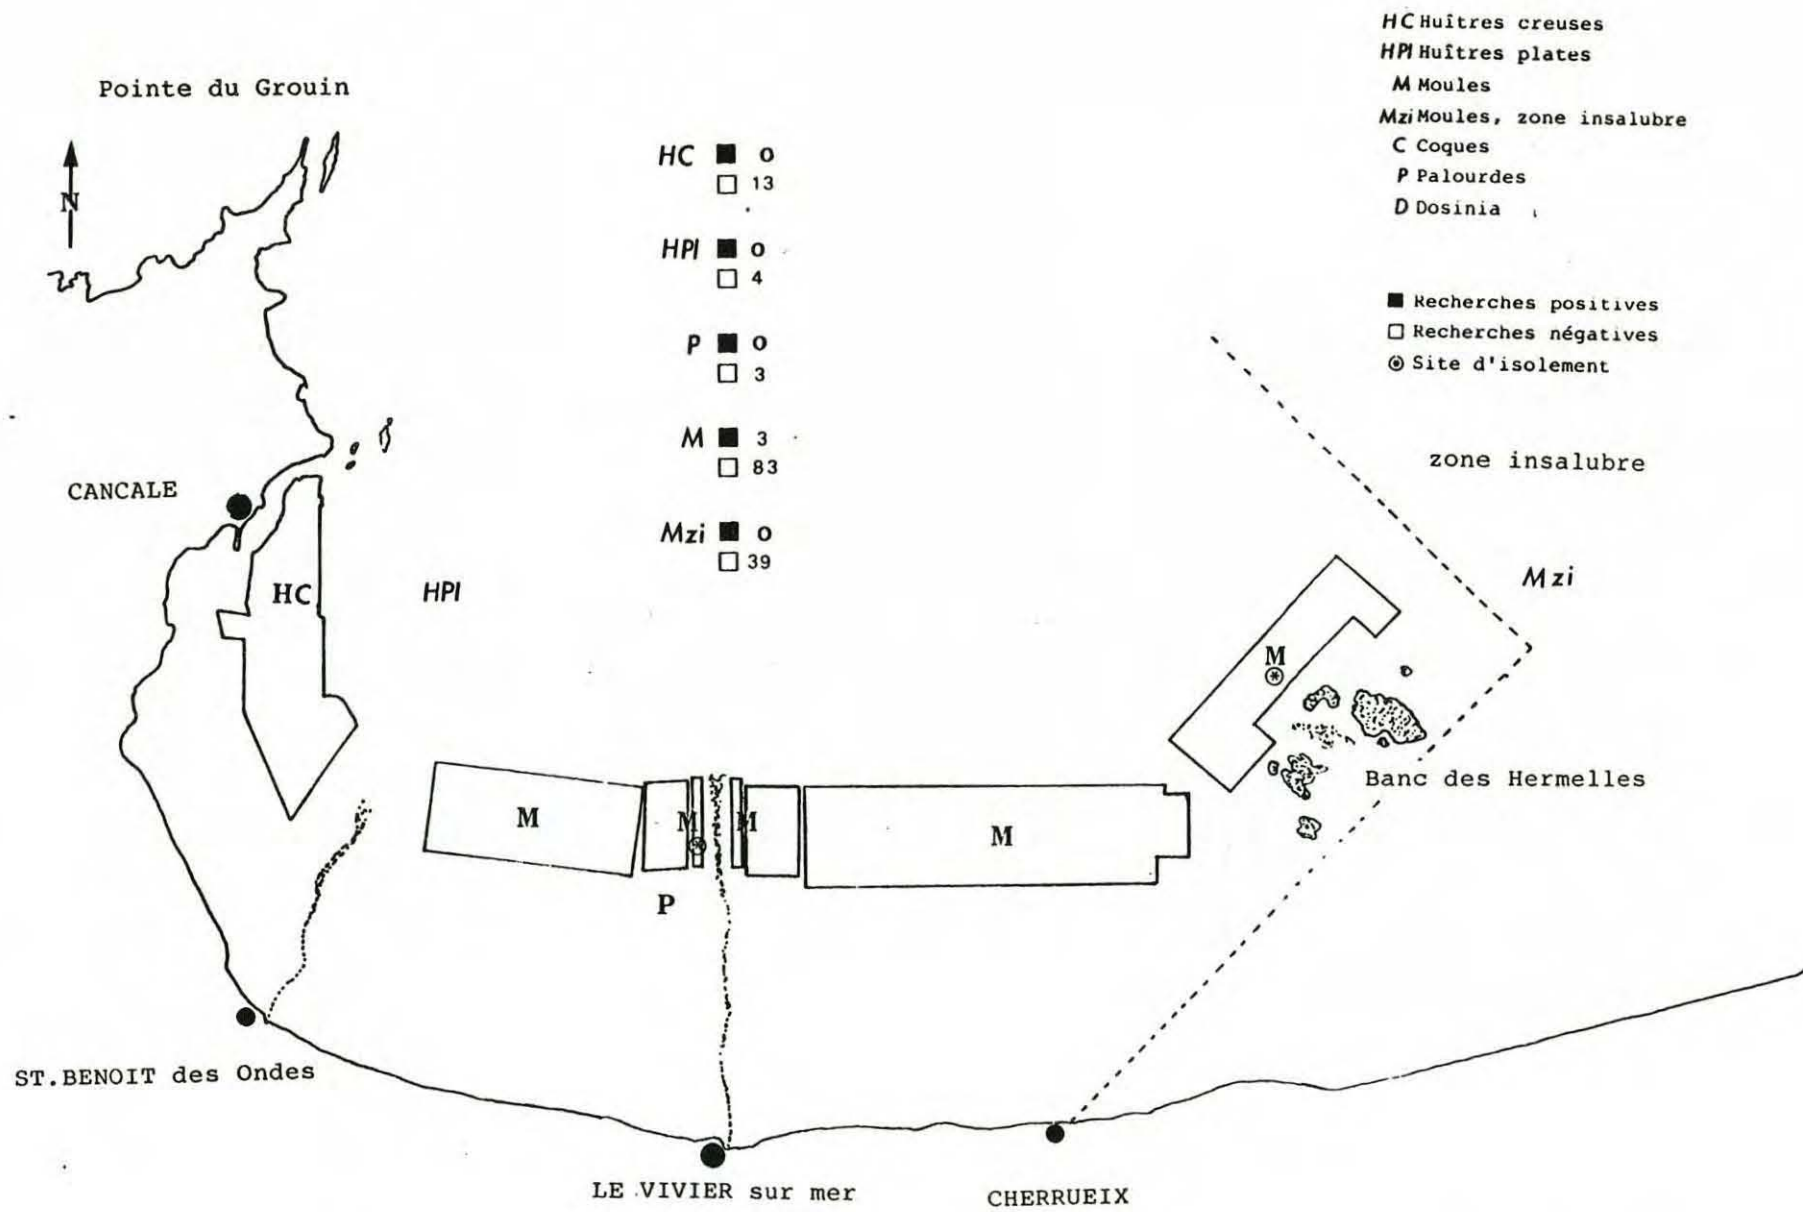 HC Huîtres creuses
HPl Huîtres plates
M Moules
Mzi Moules, zone insalubre
C Coques
P Palourdes
D Dosinia
■ Recherches positives
□ Recherches négatives
⊛ Site d'isolement
Pointe du Grouin
N
HC ■ 0
□ 13
HPl ■ 0
□ 4
P ■ 0
□ 3
M ■ 3
□ 83
Mzi ■ 0
□ 39
zone insalubre
CANCALE
Mzi
HC
HPl
M
Banc des Hermelles
M
M
M
M
P
ST.BENOIT des Ondes
LE VIVIER sur mer
CHERRUEIX